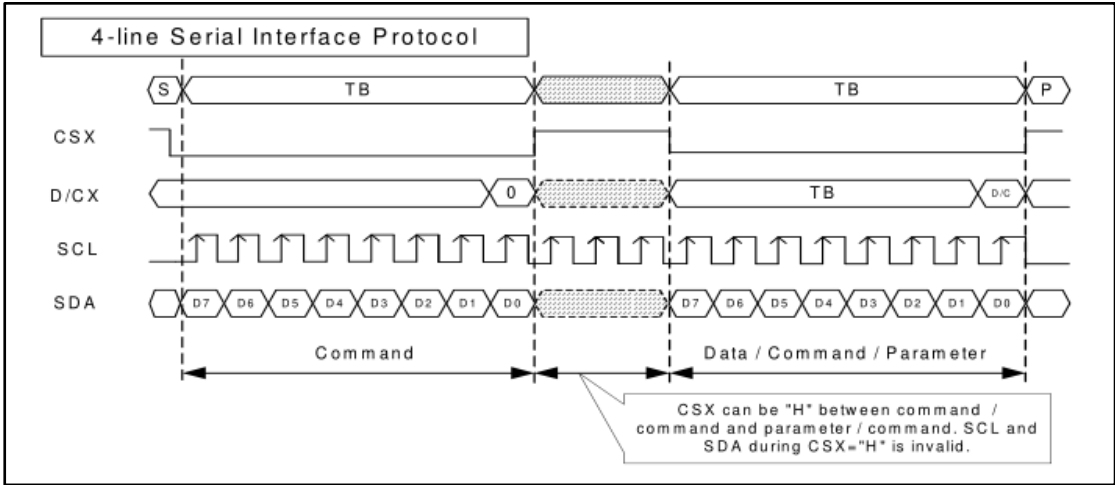 4-line Serial Interface Protocol
S TB TB P
CSX
D/CX 0 TB D/C
SCL
SDA D7 D6 D5 D4 D3 D2 D1 D0 D7 D6 D5 D4 D3 D2 D1 D0
Command Data / Command / Parameter
CSX can be "H" between command /
command and parameter / command. SCL and
SDA during CSX="H" is invalid.